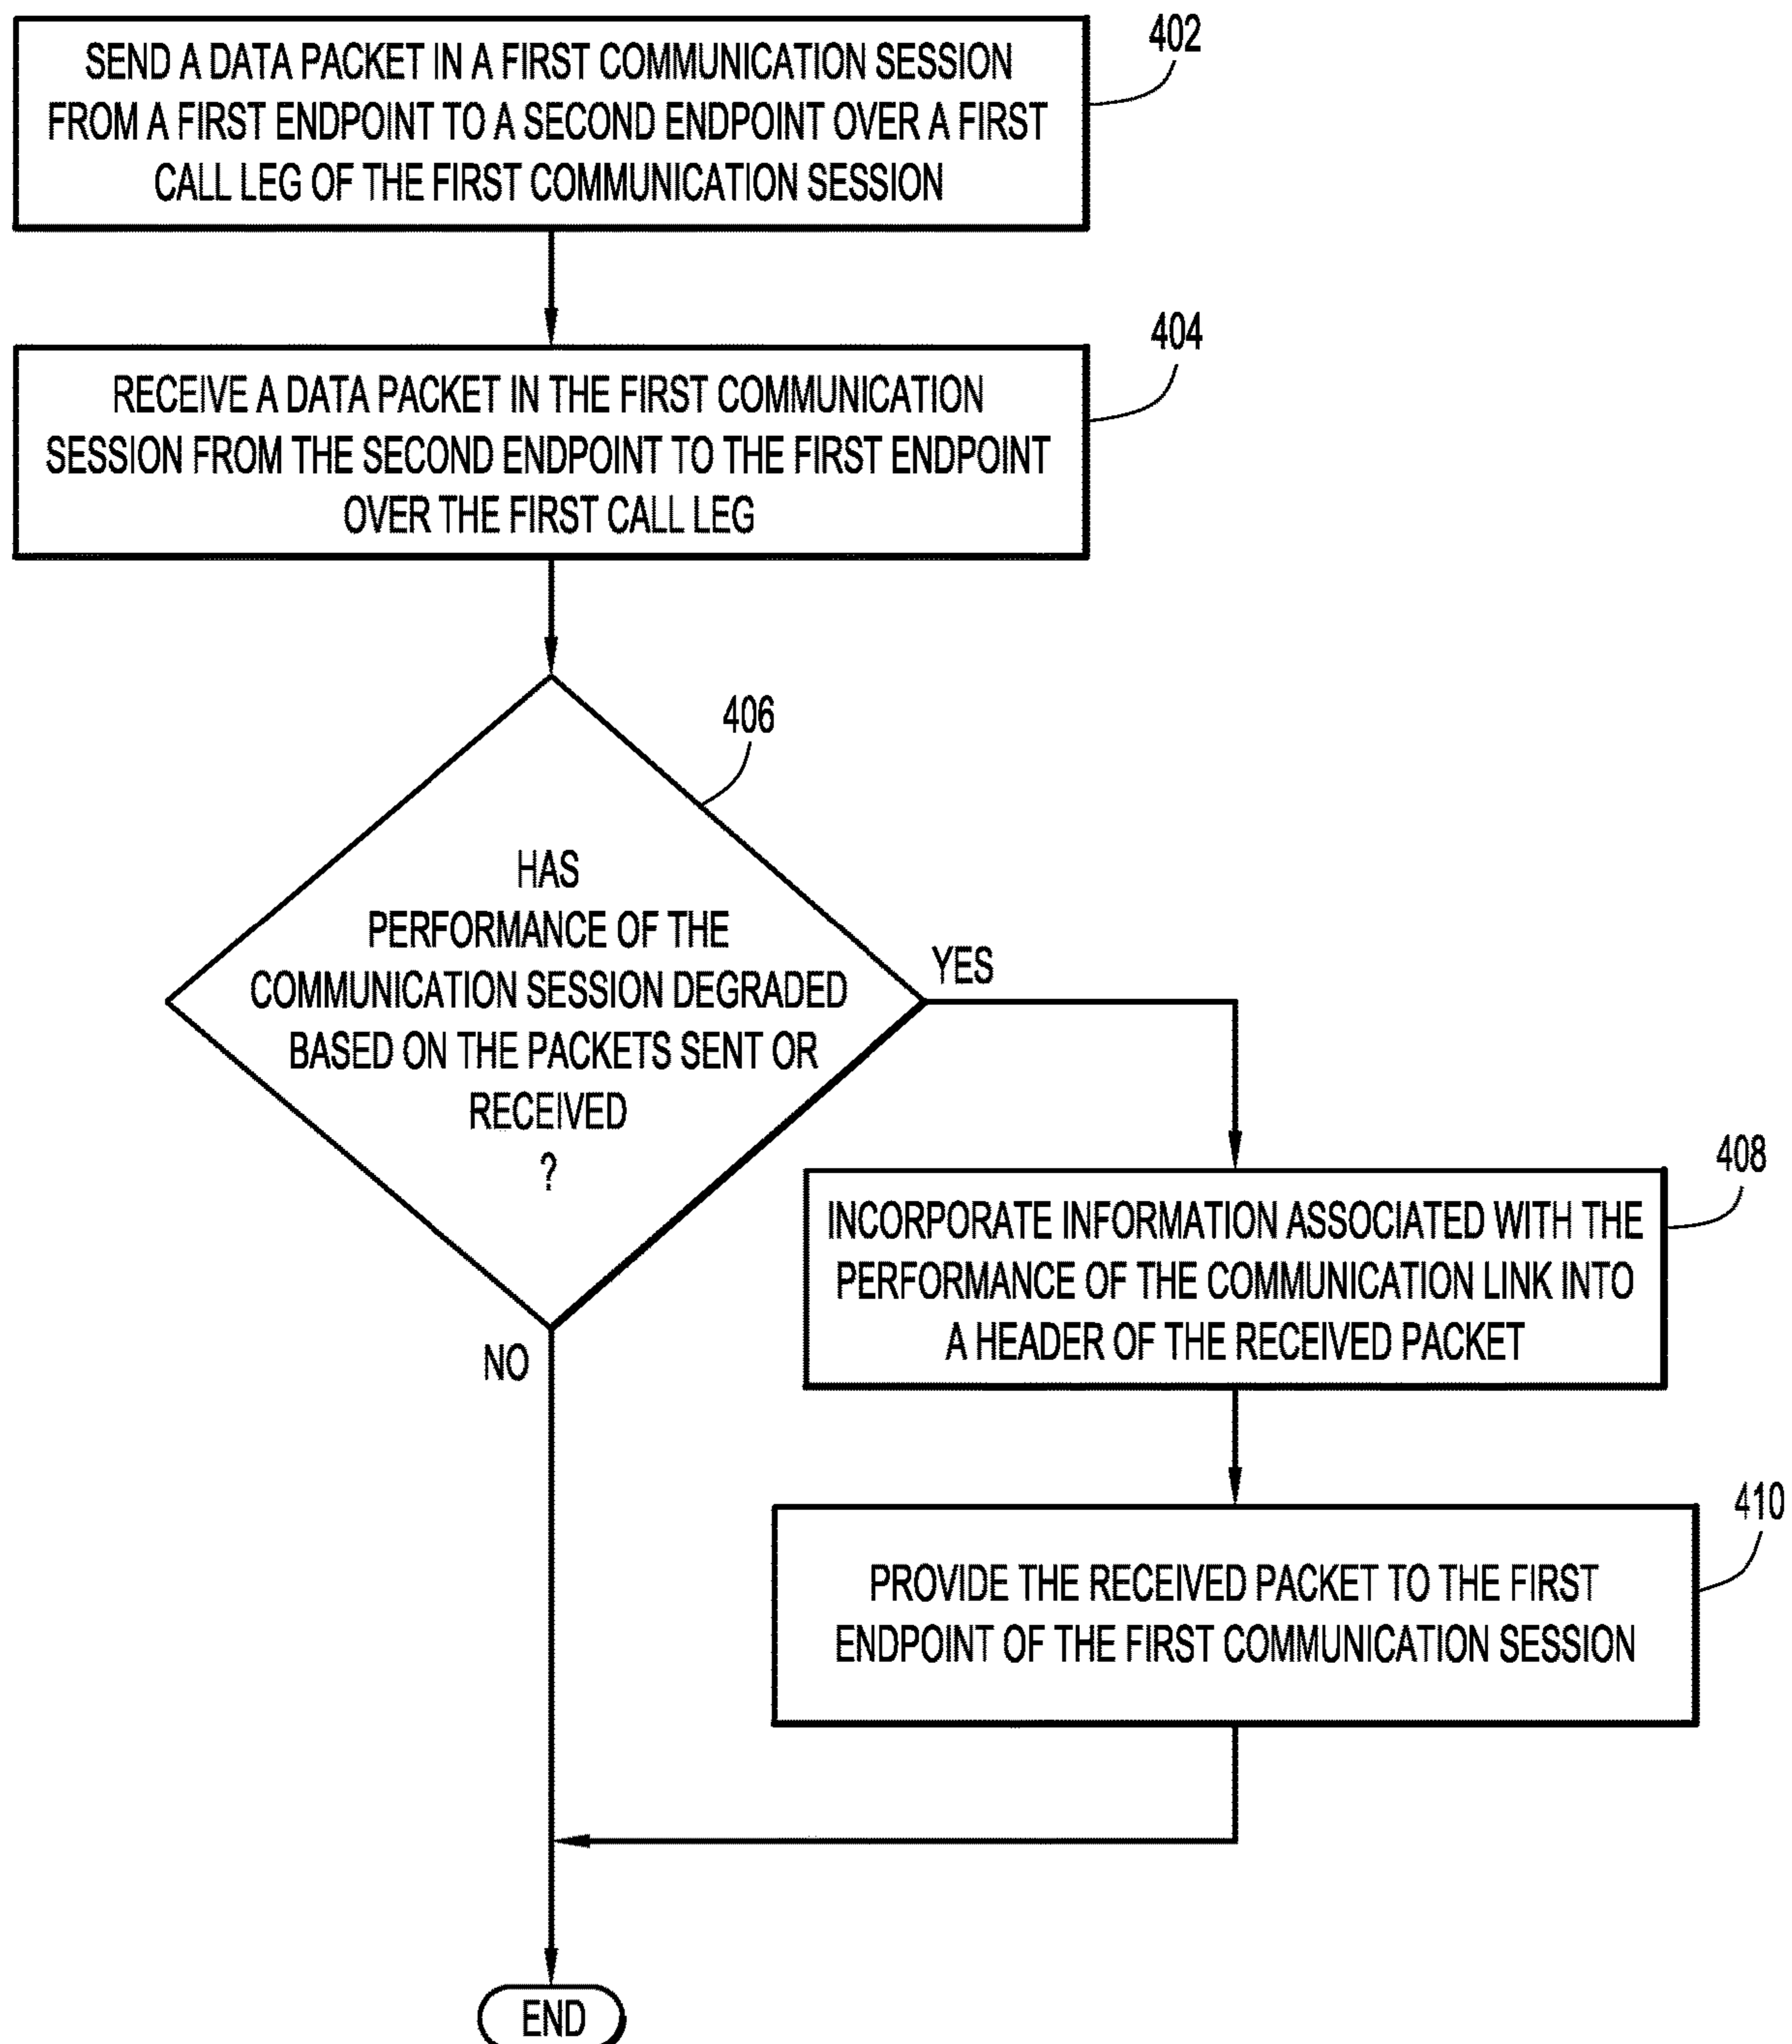 402
SEND A DATA PACKET IN A FIRST COMMUNICATION SESSION
FROM A FIRST ENDPOINT TO A SECOND ENDPOINT OVER A FIRST
CALL LEG OF THE FIRST COMMUNICATION SESSION
404
RECEIVE A DATA PACKET IN THE FIRST COMMUNICATION
SESSION FROM THE SECOND ENDPOINT TO THE FIRST ENDPOINT
OVER THE FIRST CALL LEG
406
HAS
PERFORMANCE OF THE
COMMUNICATION SESSION DEGRADED
BASED ON THE PACKETS SENT OR
RECEIVED
?
YES
NO
408
INCORPORATE INFORMATION ASSOCIATED WITH THE
PERFORMANCE OF THE COMMUNICATION LINK INTO
A HEADER OF THE RECEIVED PACKET
410
PROVIDE THE RECEIVED PACKET TO THE FIRST
ENDPOINT OF THE FIRST COMMUNICATION SESSION
END